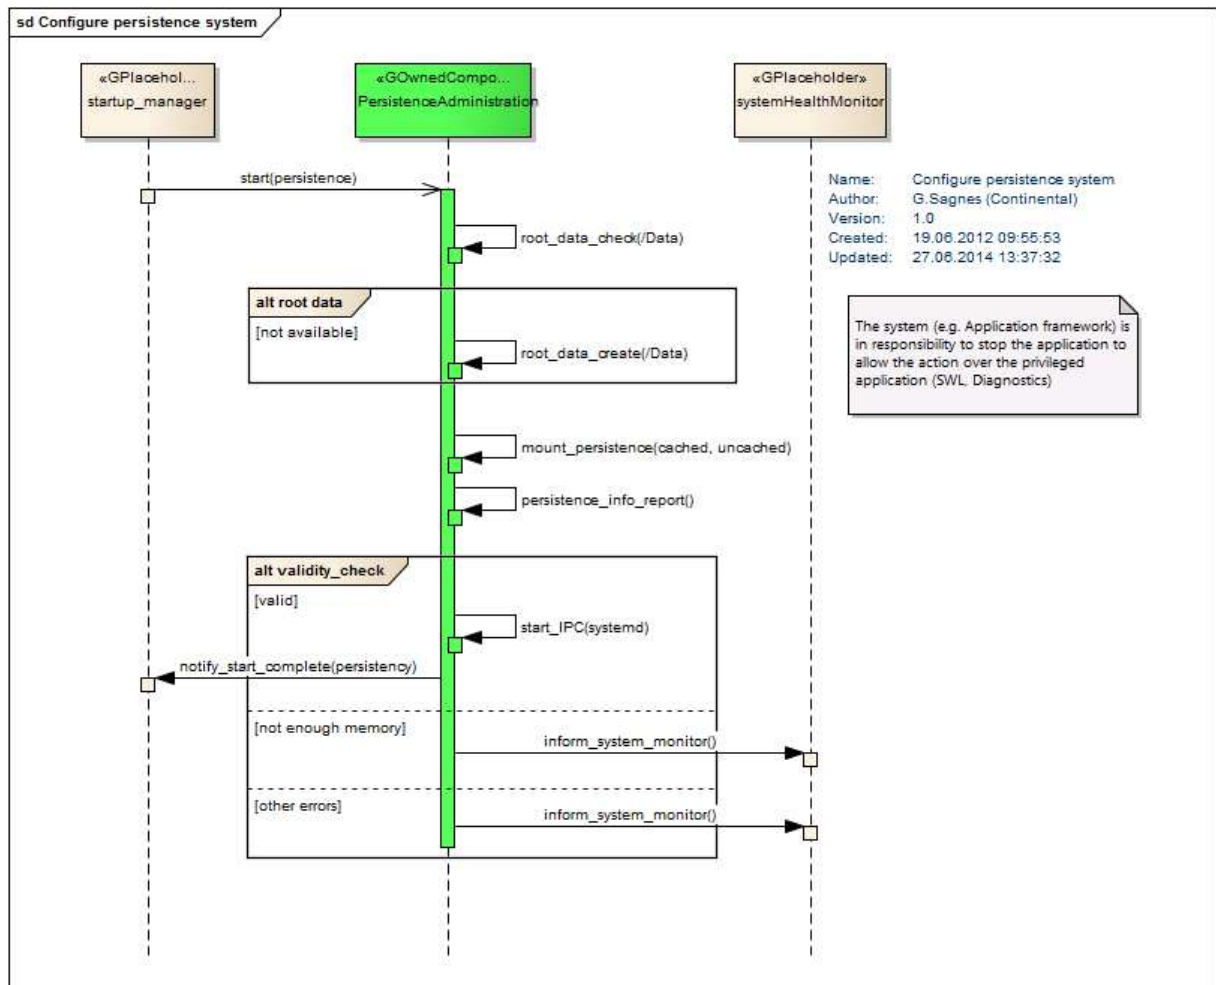 sd Configure persistence system
«GPlacehol...
startup_manager
«GOwnedCompo...
PersistenceAdministration
«GPlaceholder»
systemHealthMonitor
start(persistence)
Name: Configure persistence system
Author: G.Sagnes (Continental)
Version: 1.0
Created: 19.06.2012 09:55:53
Updated: 27.06.2014 13:37:32
root_data_check(/Data)
alt root data
[not available]
root_data_create(/Data)
The system (e.g. Application framework) is
in responsibility to stop the application to
allow the action over the privileged
application (SWL, Diagnostics)
mount_persistence(cached, uncached)
persistence_info_report()
alt validity_check
[valid]
start_IPC(systemd)
notify_start_complete(persistency)
[not enough memory]
inform_system_monitor()
[other errors]
inform_system_monitor()